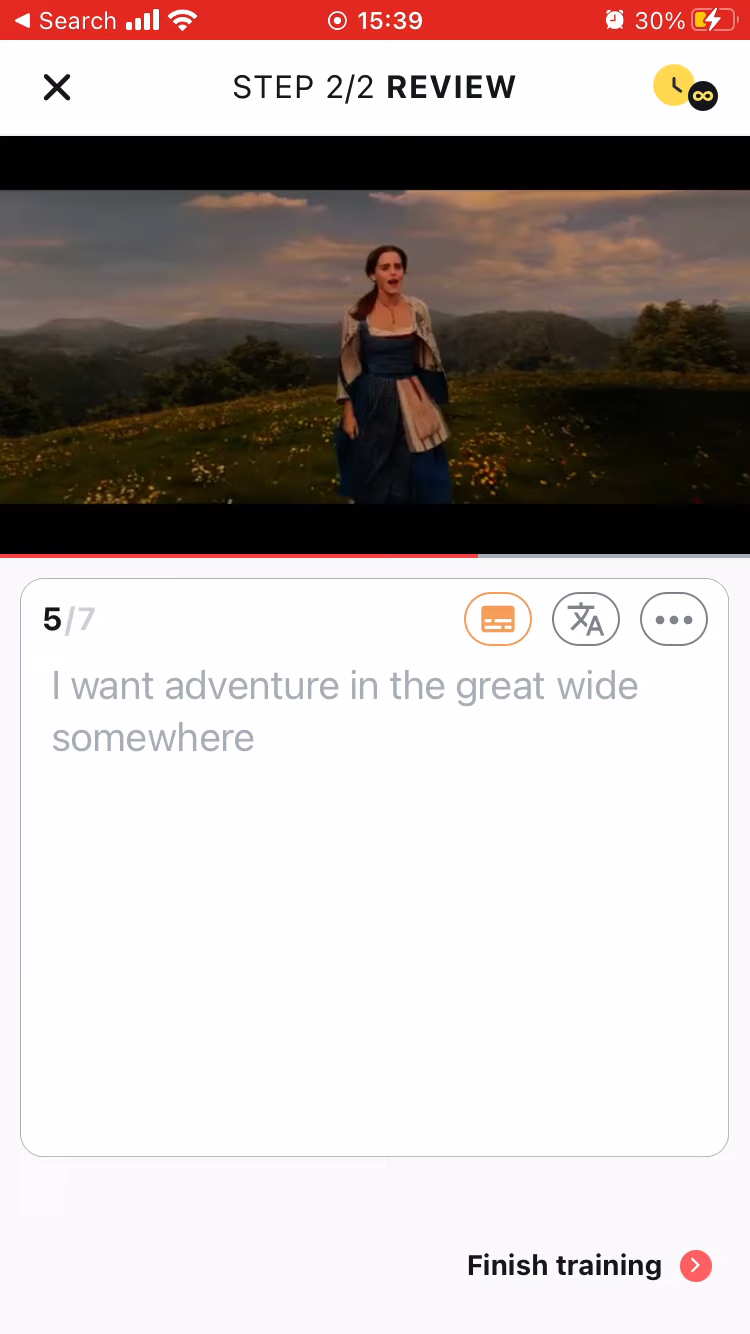 Search 15:39 30%
STEP 2/2 REVIEW
5/7
I want adventure in the great wide
somewhere
Finish training